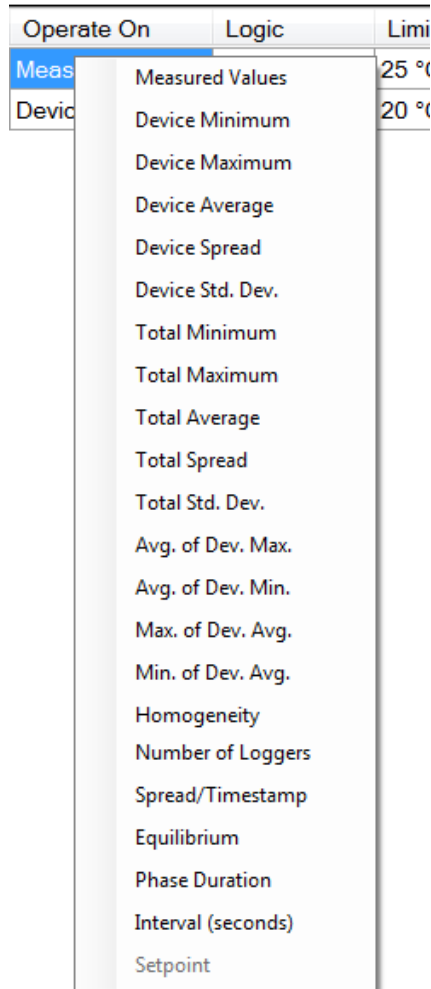 Operate On Logic Limi
Meas 25 °C
Devic 20 °C
Measured Values
Device Minimum
Device Maximum
Device Average
Device Spread
Device Std. Dev.
Total Minimum
Total Maximum
Total Average
Total Spread
Total Std. Dev.
Avg. of Dev. Max.
Avg. of Dev. Min.
Max. of Dev. Avg.
Min. of Dev. Avg.
Homogeneity
Number of Loggers
Spread/Timestamp
Equilibrium
Phase Duration
Interval (seconds)
Setpoint